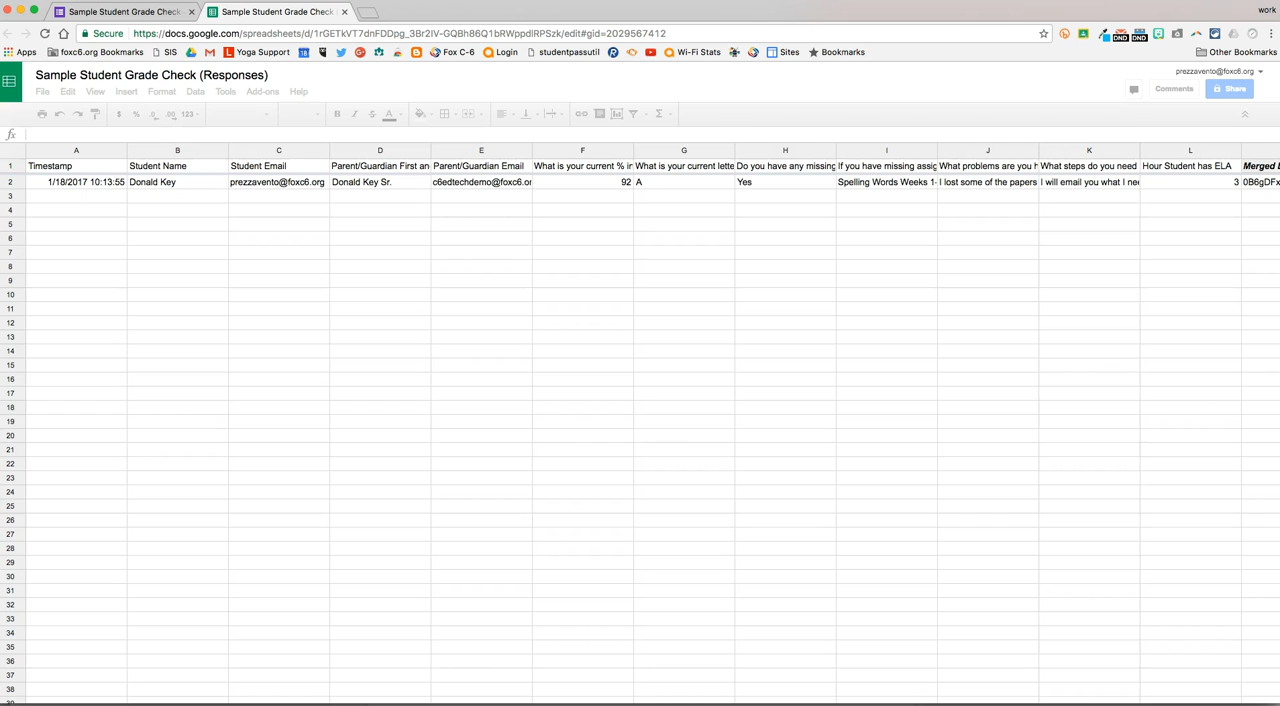 Sample Student Grade Check
Sample Student Grade Check
work
Secure https://docs.google.com/spreadsheets/d/1rGETkVT7dnFDDpg_3Br2IV-GQBh86Q1bRWppdlRPSzk/edit#gid=2029567412
Apps foxc6.org Bookmarks SIS Yoga Support 18 Fox C-6 Login studentpassutil Wi-Fi Stats Sites Bookmarks Other Bookmarks
Sample Student Grade Check (Responses)
prezzavento@foxc6.org
File Edit View Insert Format Data Tools Add-ons Help
Comments Share
$ % .0 .00 123
B I S A
fx
A B C D E F G H I J K L
1 Timestamp Student Name Student Email Parent/Guardian First an Parent/Guardian Email What is your current % in What is your current lette Do you have any missing If you have missing assig What problems are you h What steps do you need Hour Student has ELA Merged
2 1/18/2017 10:13:55 Donald Key prezzavento@foxc6.org Donald Key Sr. c6edtechdemo@foxc6.or 92 A Yes Spelling Words Weeks 1- I lost some of the papers I will email you what I nee 3 0B6gDFx
3
4
5
6
7
8
9
10
11
12
13
14
15
16
17
18
19
20
21
22
23
24
25
26
27
28
29
30
31
32
33
34
35
36
37
38
39